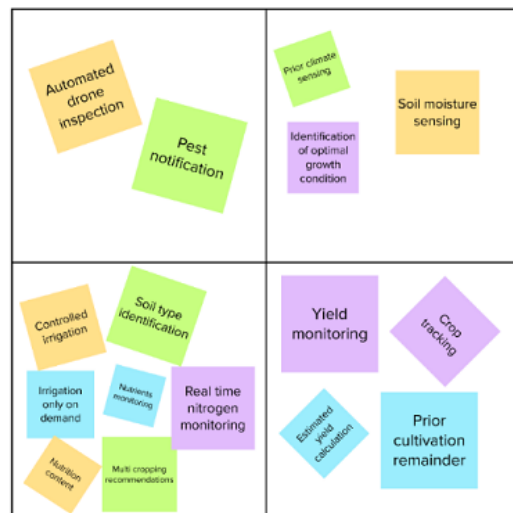 Automated
drone
inspection
Pest
notification
Prior climate
sensing
Soil moisture
sensing
Identification
of optimal
growth
condition
Controlled
irrigation
Soil type
identification
Irrigation
only on
demand
Nutrients
monitoring
Real time
nitrogen
monitoring
Nutrition
content
Multi cropping
recommendations
Yield
monitoring
Crop
tracking
Estimated
yield
calculation
Prior
cultivation
remainder